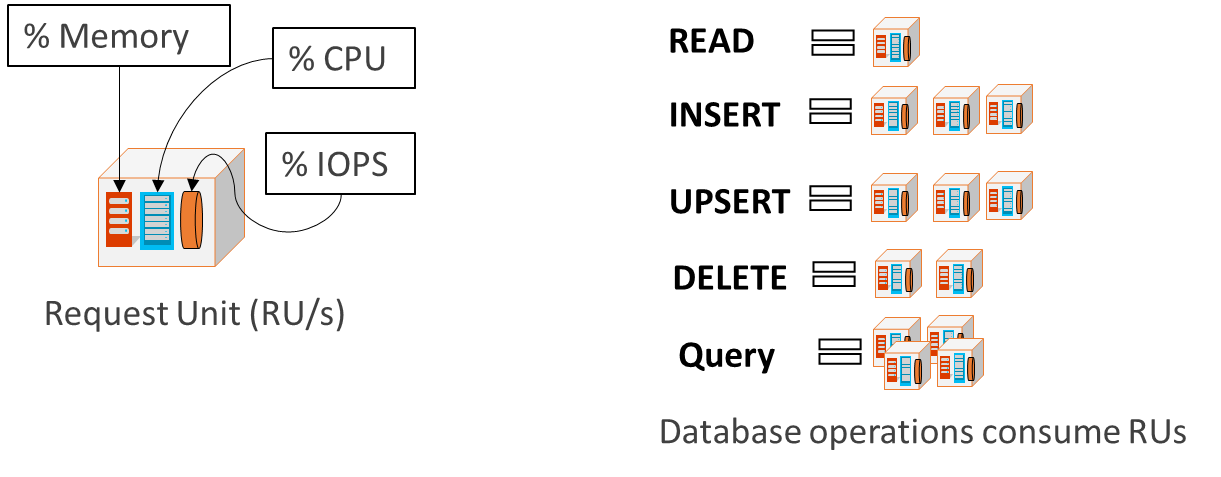 % Memory
% CPU
% IOPS
Request Unit (RU/s)
READ
INSERT
UPSERT
DELETE
Query
Database operations consume RUs